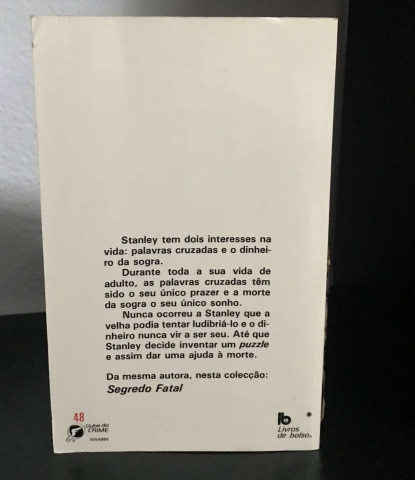 Stanley tem dois interesses na
vida: palavras cruzadas e o dinhei-
ro da sogra.
Durante toda a sua vida de
adulto, as palavras cruzadas têm
sido o seu único prazer e a morte
da sogra o seu único sonho.
Nunca ocorreu a Stanley que a
velha podia tentar ludibriá-lo e o di-
nheiro nunca vir a ser seu. Até que
Stanley decide inventar um puzzle
e assim dar uma ajuda à morte.
Da mesma autora, nesta colecção:
Segredo Fatal
48
Clube do
CRIME
Livros
de bolso